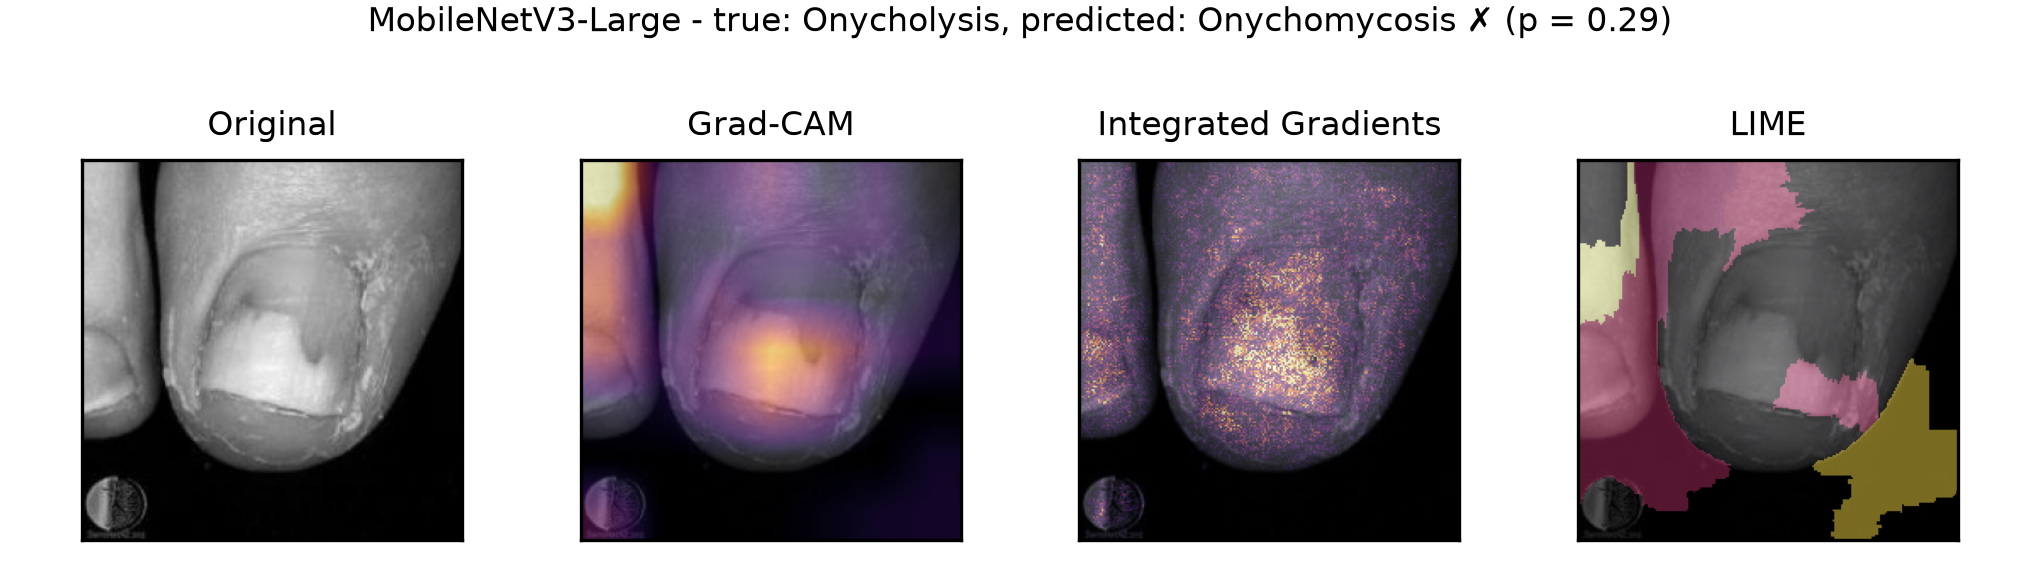 MobileNetV3-Large - true: Onycholysis, predicted: Onychomycosis ✗ (p = 0.29)
Original
Grad-CAM
Integrated Gradients
LIME